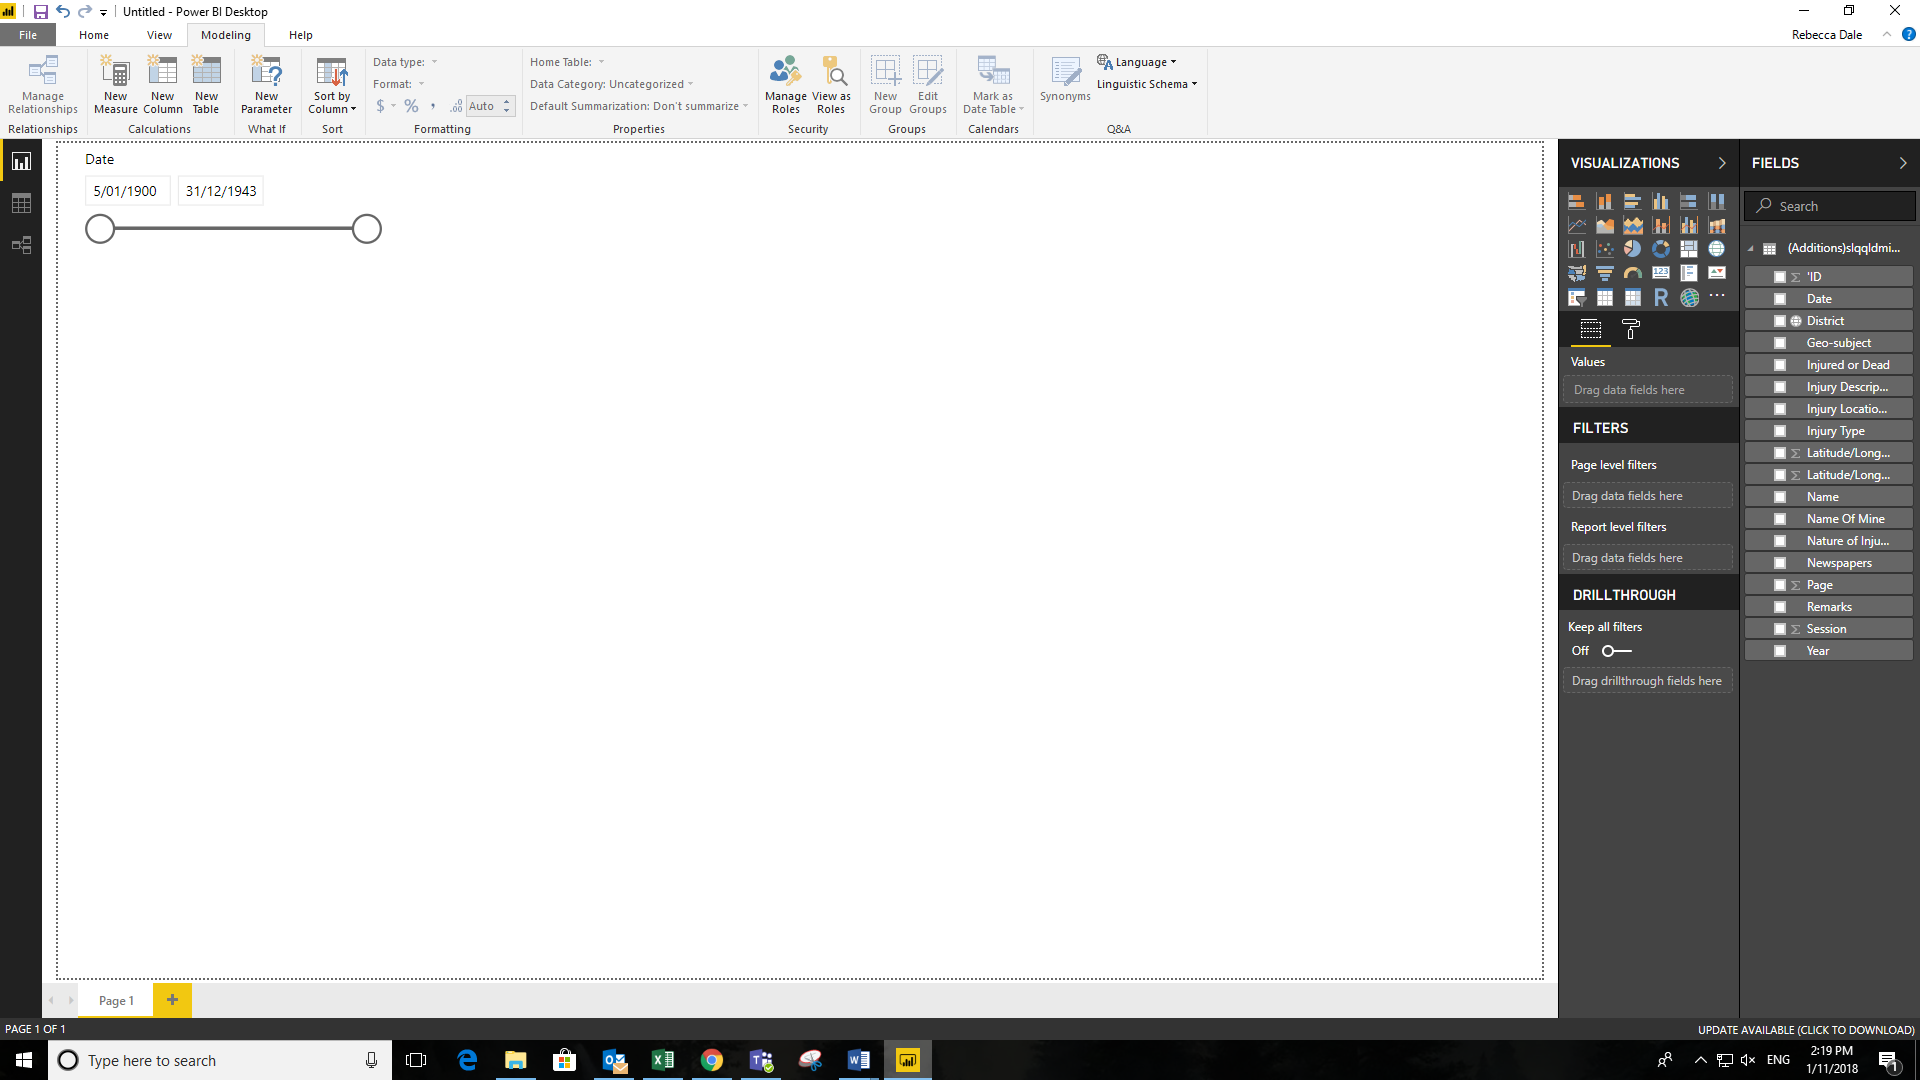 Untitled - Power BI Desktop
File Home View Modeling Help
Rebecca Dale
Manage Relationships
New Measure
New Column
New Table
New Parameter
Sort by Column
Data type:
Format:
$ % , .00 Auto
Home Table:
Data Category: Uncategorized
Default Summarization: Don't summarize
Manage Roles
View as Roles
New Group
Edit Groups
Mark as Date Table
Synonyms
Language
Linguistic Schema
Relationships
Calculations
What If
Sort
Formatting
Properties
Security
Groups
Calendars
Q&A
Date
5/01/1900 31/12/1943
VISUALIZATIONS
123
R
Values
Drag data fields here
FILTERS
Page level filters
Drag data fields here
Report level filters
Drag data fields here
DRILLTHROUGH
Keep all filters
Off
Drag drillthrough fields here
FIELDS
Search
(Additions)slqqldmi...
Σ 'ID
Date
District
Geo-subject
Injured or Dead
Injury Descrip...
Injury Locatio...
Injury Type
Σ Latitude/Long...
Σ Latitude/Long...
Name
Name Of Mine
Nature of Inju...
Newspapers
Σ Page
Remarks
Σ Session
Year
Page 1 +
PAGE 1 OF 1
UPDATE AVAILABLE (CLICK TO DOWNLOAD)
Type here to search
ENG
2:19 PM
1/11/2018
1